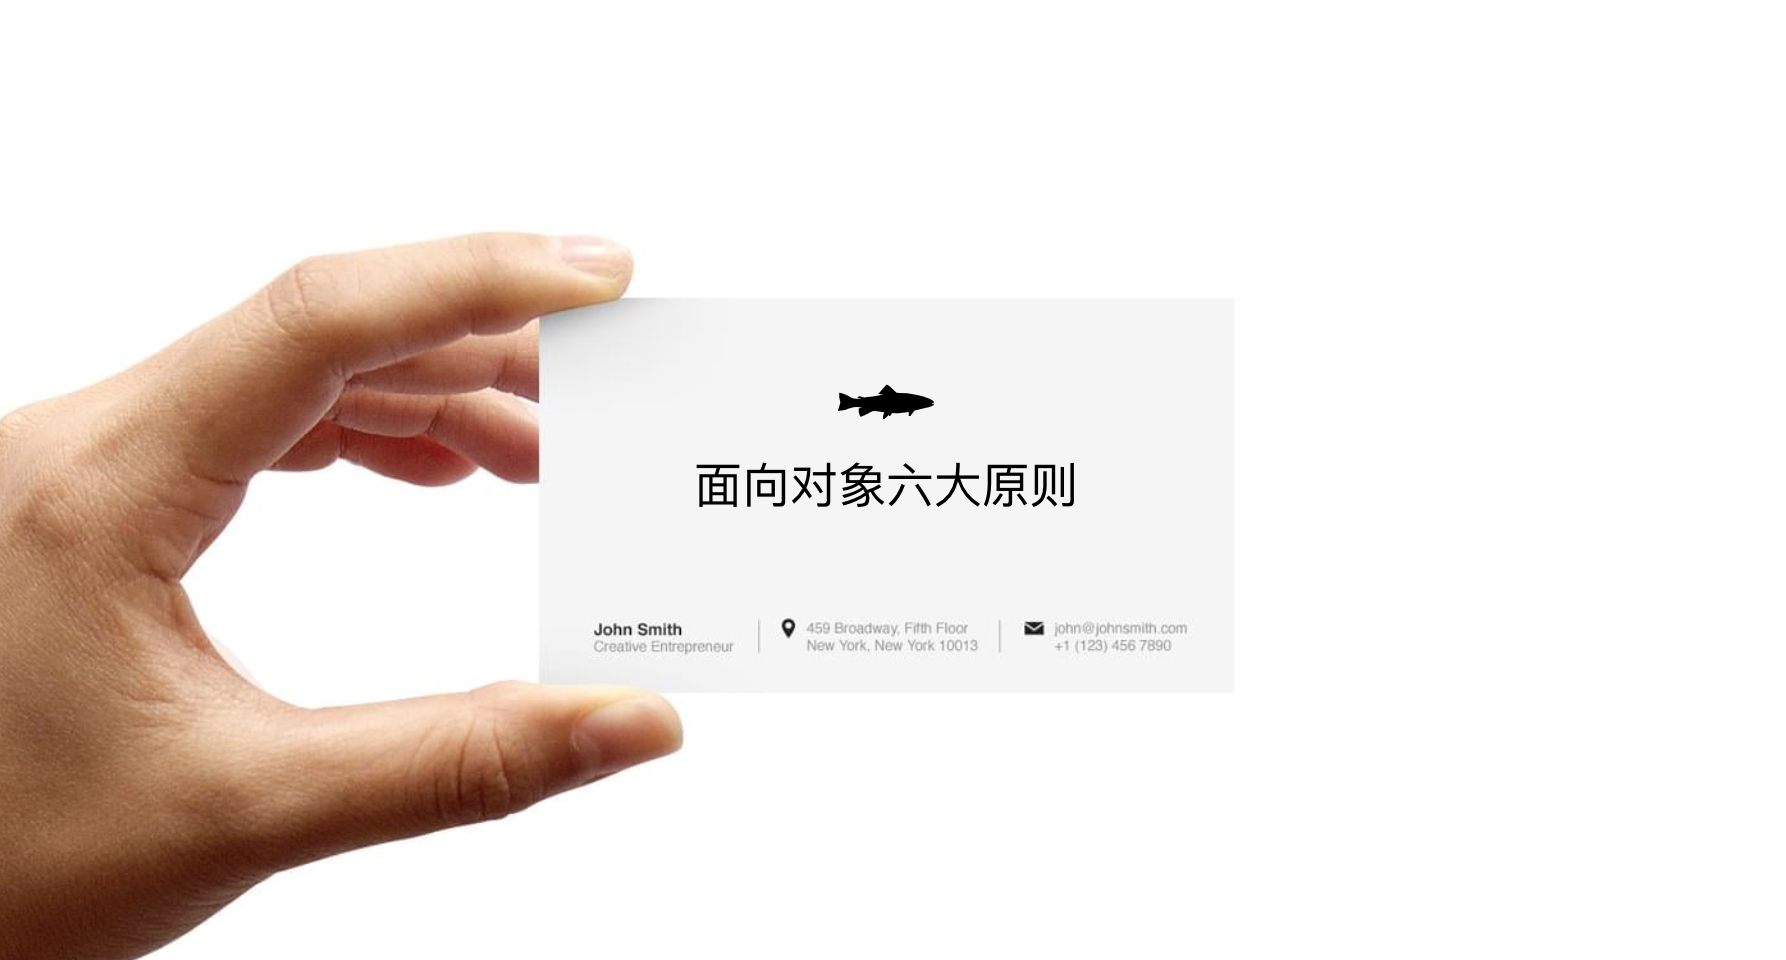 面向对象六大原则
John Smith
Creative Entrepreneur
459 Broadway, Fifth Floor
New York, New York 10013
john@johnsmith.com
+1 (123) 456 7890